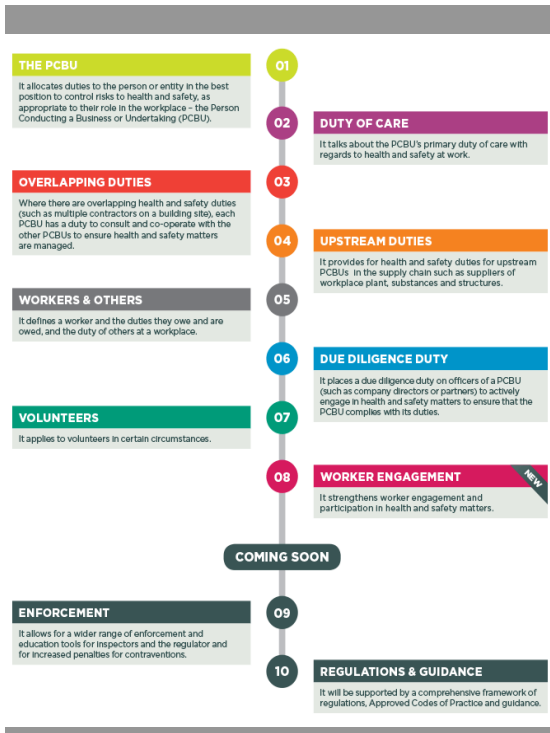 THE PCBU
It allocates duties to the person or entity in the best
position to control risks to health and safety, as
appropriate to their role in the workplace – the Person
Conducting a Business or Undertaking (PCBU).
01
02
DUTY OF CARE
It talks about the PCBU's primary duty of care with
regards to health and safety at work.
OVERLAPPING DUTIES
Where there are overlapping health and safety duties
(such as multiple contractors on a building site), each
PCBU has a duty to consult and co-operate with the
other PCBUs to ensure health and safety matters
are managed.
03
04
UPSTREAM DUTIES
It provides for health and safety duties for upstream
PCBUs in the supply chain such as suppliers of
workplace plant, substances and structures.
WORKERS & OTHERS
It defines a worker and the duties they owe and are
owed, and the duty of others at a workplace.
05
06
DUE DILIGENCE DUTY
It places a due diligence duty on officers of a PCBU
(such as company directors or partners) to actively
engage in health and safety matters to ensure that the
PCBU complies with its duties.
VOLUNTEERS
It applies to volunteers in certain circumstances.
07
08
WORKER ENGAGEMENT
NEW
It strengthens worker engagement and
participation in health and safety matters.
COMING SOON
ENFORCEMENT
It allows for a wider range of enforcement and
education tools for inspectors and the regulator and
for increased penalties for contraventions.
09
10
REGULATIONS & GUIDANCE
It will be supported by a comprehensive framework of
regulations, Approved Codes of Practice and guidance.